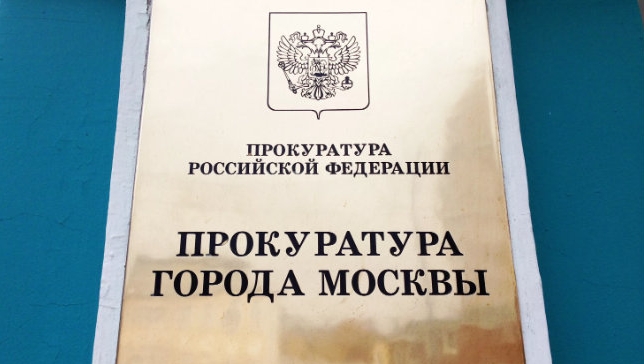 ПРОКУРАТУРА
РОССИЙСКОЙ ФЕДЕРАЦИИ
ПРОКУРАТУРА
ГОРОДА МОСКВЫ